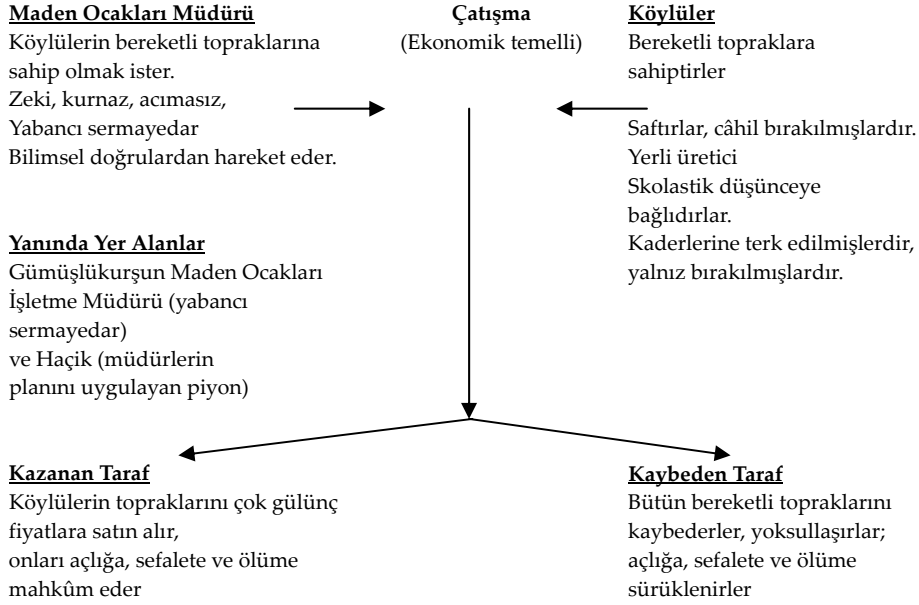 Maden Ocakları Müdürü
Köylülerin bereketli topraklarına
sahip olmak ister.
Zeki, kurnaz, acımasız,
Yabancı sermayedar
Bilimsel doğrulardan hareket eder.
Yanında Yer Alanlar
Gümüşlükurşun Maden Ocakları
İşletme Müdürü (yabancı
sermayedar)
ve Haçik (müdürlerin
planını uygulayan piyon)
Çatışma
(Ekonomik temelli)
Köylüler
Bereketli topraklara
sahiptirler
Saftırlar, câhil bırakılmışlardır.
Yerli üretici
Skolastik düşünceye
bağlıdırlar.
Kaderlerine terk edilmişlerdir,
yalnız bırakılmışlardır.
Kazanan Taraf
Köylülerin topraklarını çok gülünç
fiyatlara satın alır,
onları açlığa, sefalete ve ölüme
mahkûm eder
Kaybeden Taraf
Bütün bereketli topraklarını
kaybederler, yoksullaşırlar;
açlığa, sefalete ve ölüme
sürüklenirler